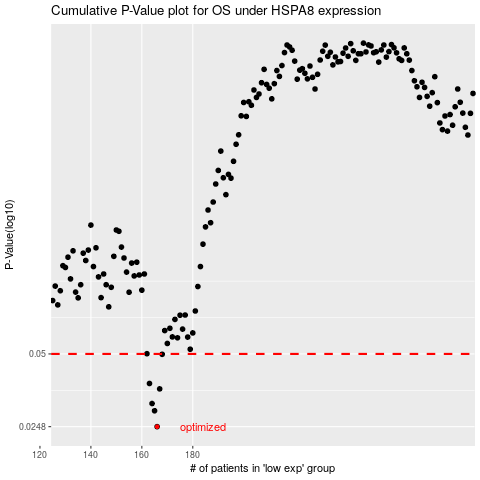 Cumulative P-Value plot for OS under HSPA8 expression
P-Value(log10)
0.05
0.0248
optimized
120 140 160 180
# of patients in 'low exp' group